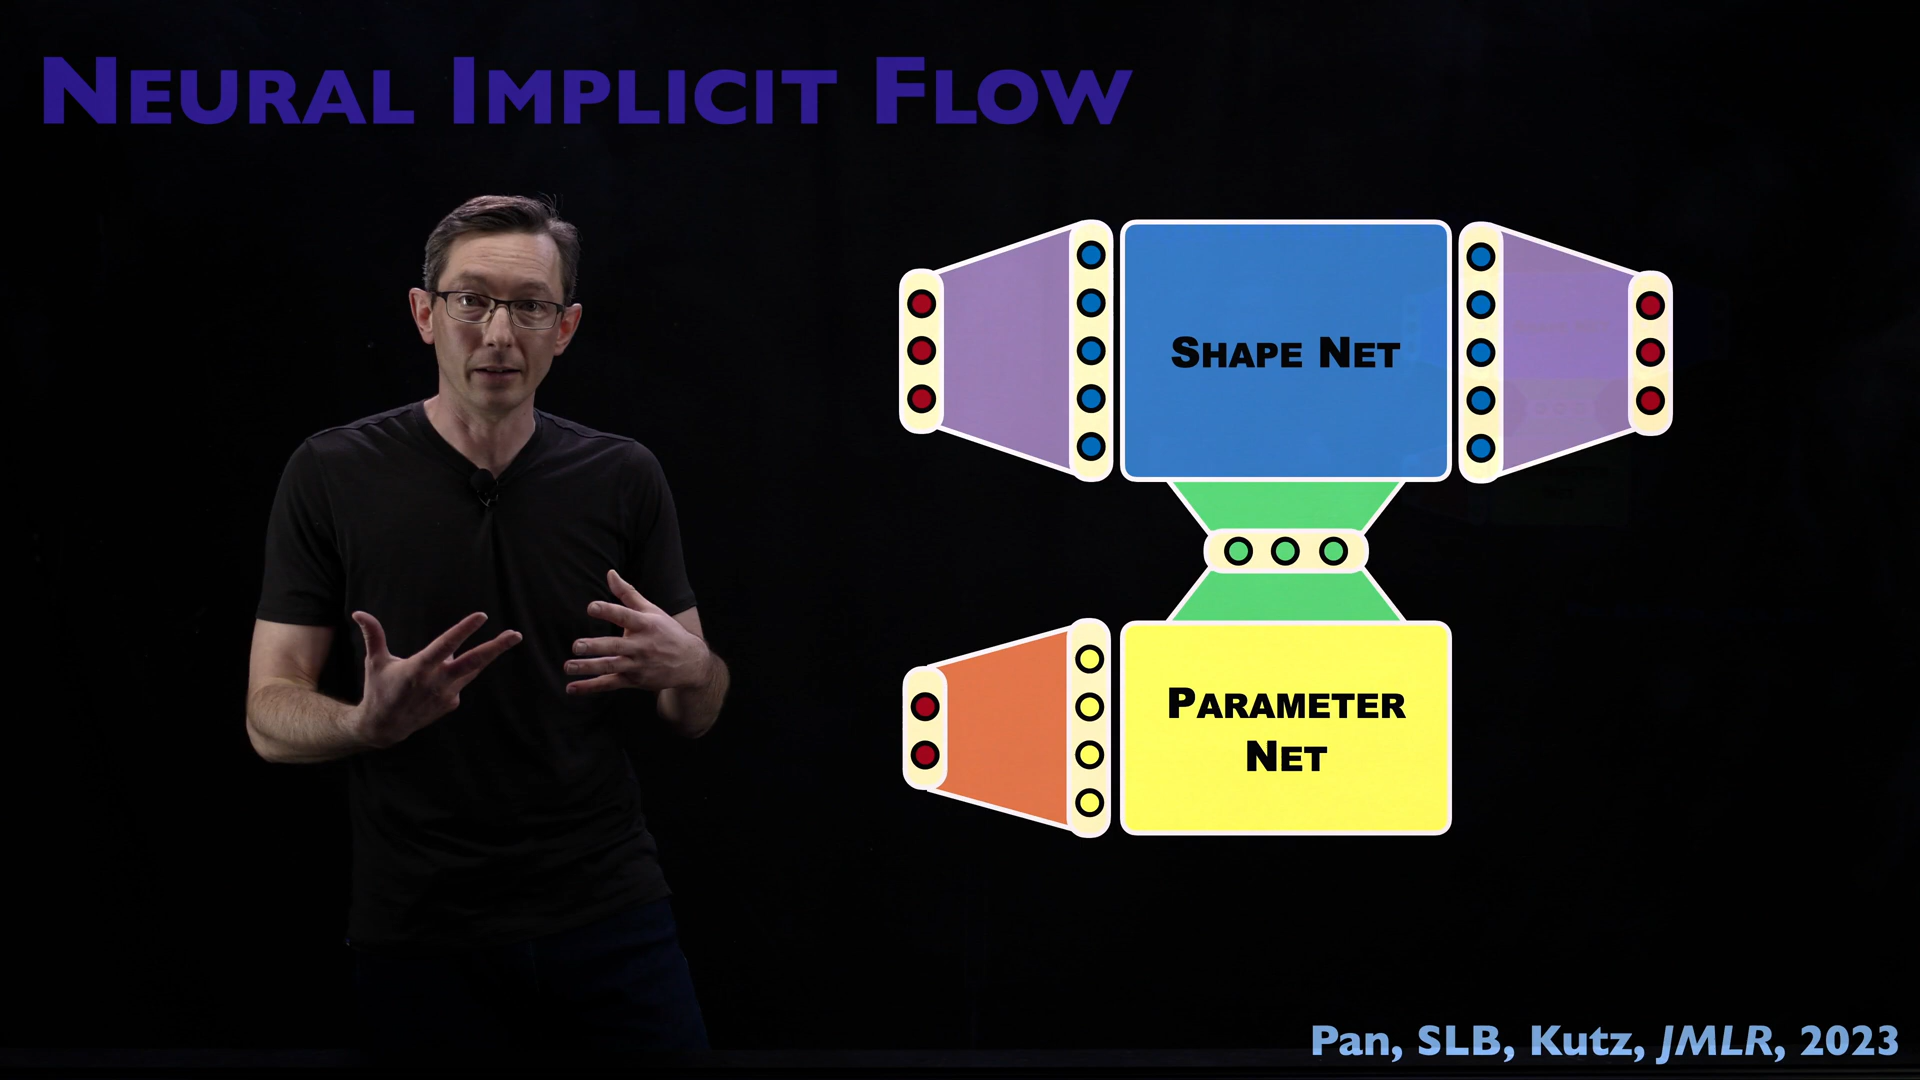 Neural Implicit Flow
Shape Net
Parameter
Net
Pan, SLB, Kutz, JMLR, 2023